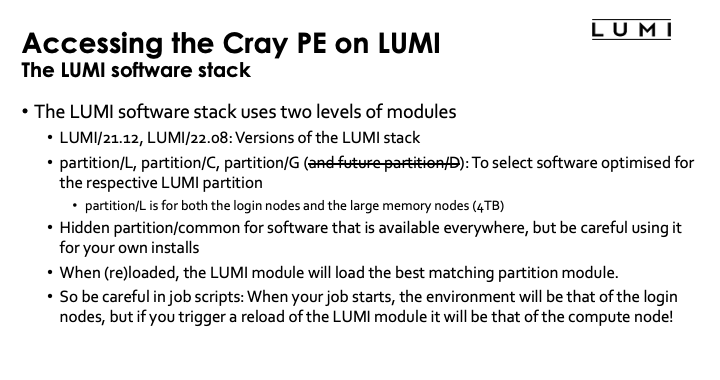 LUMI
Accessing the Cray PE on LUMI
The LUMI software stack
• The LUMI software stack uses two levels of modules
• LUMI/21.12, LUMI/22.08: Versions of the LUMI stack
• partition/L, partition/C, partition/G (and future partition/D): To select software optimised for
the respective LUMI partition
• partition/L is for both the login nodes and the large memory nodes (4TB)
• Hidden partition/common for software that is available everywhere, but be careful using it
for your own installs
• When (re)loaded, the LUMI module will load the best matching partition module.
• So be careful in job scripts: When your job starts, the environment will be that of the login
nodes, but if you trigger a reload of the LUMI module it will be that of the compute node!